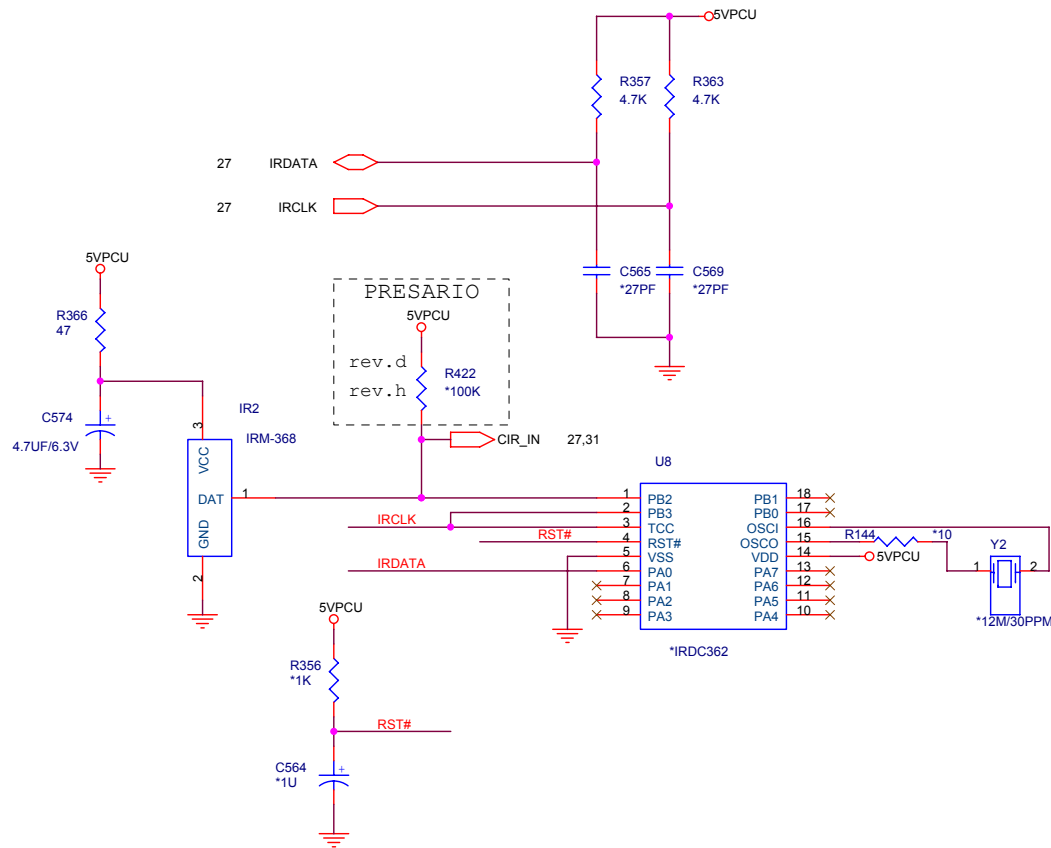 5VPCU
R357
4.7K
R363
4.7K
27 IRDATA
27 IRCLK
C565
*27PF
C569
*27PF
5VPCU
R366
47
C574
+
4.7UF/6.3V
PRESARIO
5VPCU
rev.d
rev.h
R422
*100K
CIR_IN 27,31
IR2
IRM-368
3
VCC
DAT
1
GND
2
U8
1 PB2
2 PB3
3 TCC
4 RST#
5 VSS
6 PA0
7 PA1
8 PA2
9 PA3
PB1 18
PB0 17
OSCI 16
OSCO 15
VDD 14
PA7 13
PA6 12
PA5 11
PA4 10
*IRDC362
IRCLK
RST#
IRDATA
R144 *10
5VPCU
Y2
1 2
*12M/30PPM
5VPCU
R356
*1K
RST#
C564
*1U
+